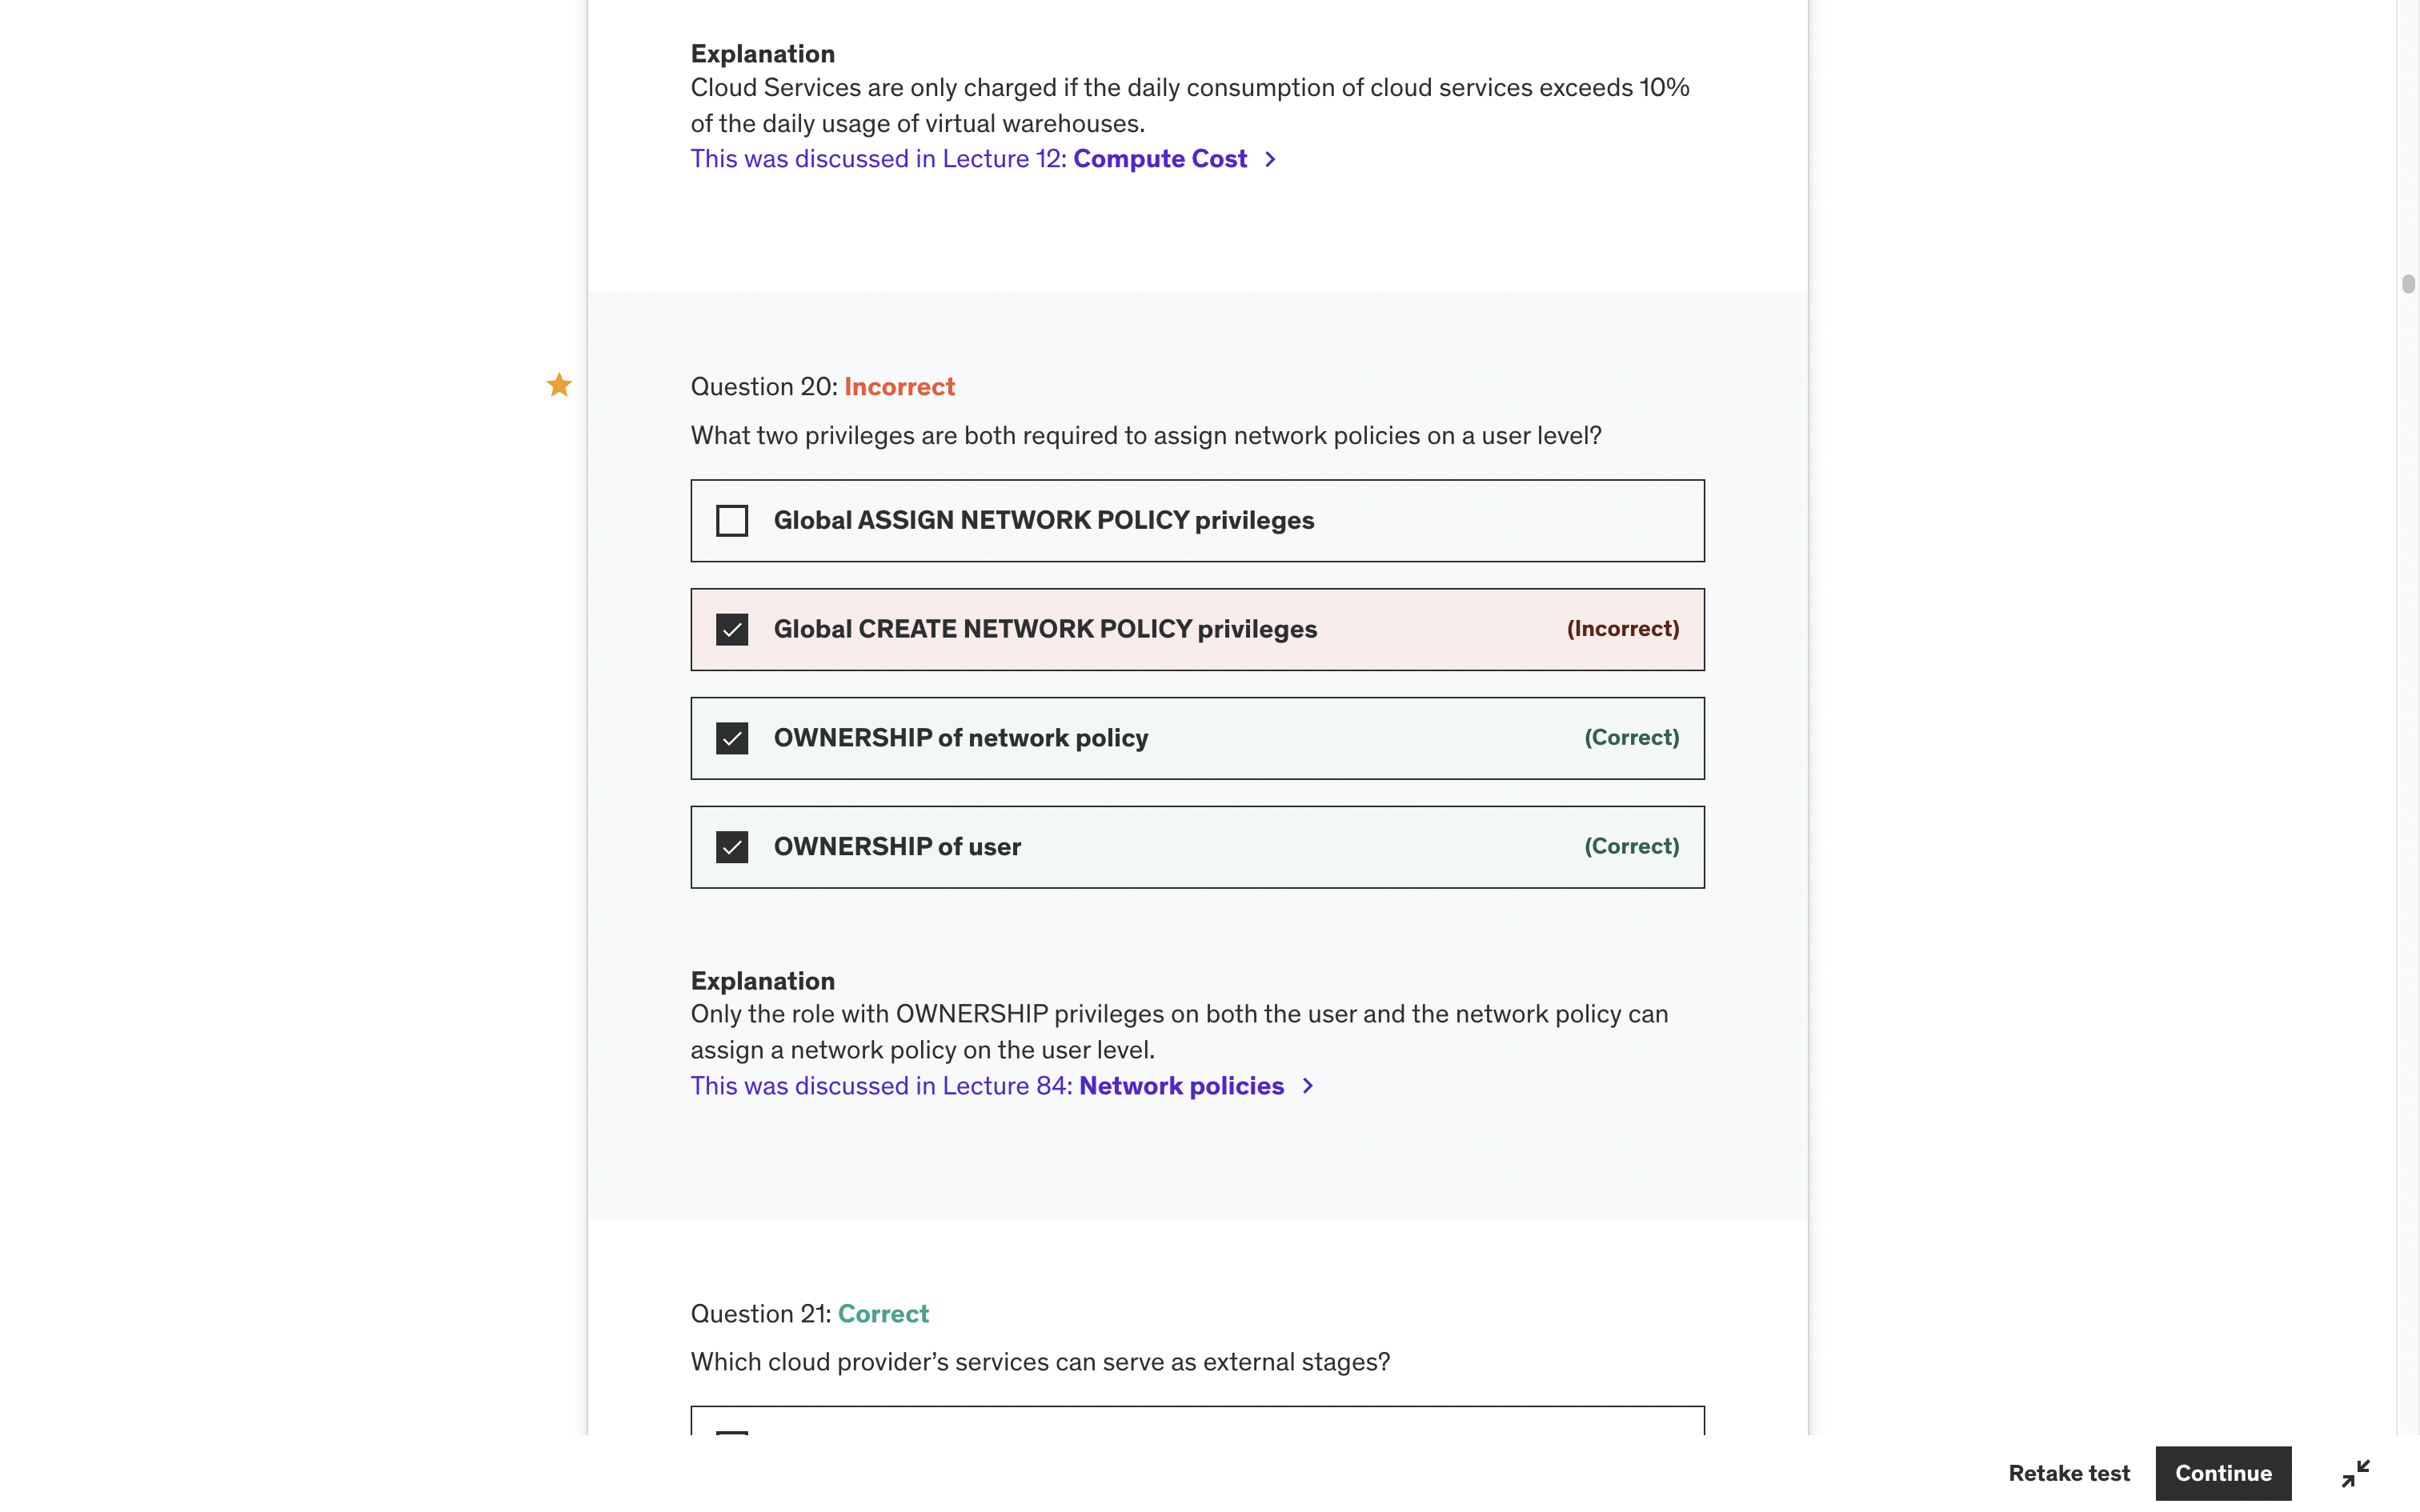 Explanation
Cloud Services are only charged if the daily consumption of cloud services exceeds 10%
of the daily usage of virtual warehouses.
This was discussed in Lecture 12: Compute Cost
Question 20: Incorrect
What two privileges are both required to assign network policies on a user level?
Global ASSIGN NETWORK POLICY privileges
Global CREATE NETWORK POLICY privileges (Incorrect)
OWNERSHIP of network policy (Correct)
OWNERSHIP of user (Correct)
Explanation
Only the role with OWNERSHIP privileges on both the user and the network policy can
assign a network policy on the user level.
This was discussed in Lecture 84: Network policies
Question 21: Correct
Which cloud provider’s services can serve as external stages?
Retake test Continue